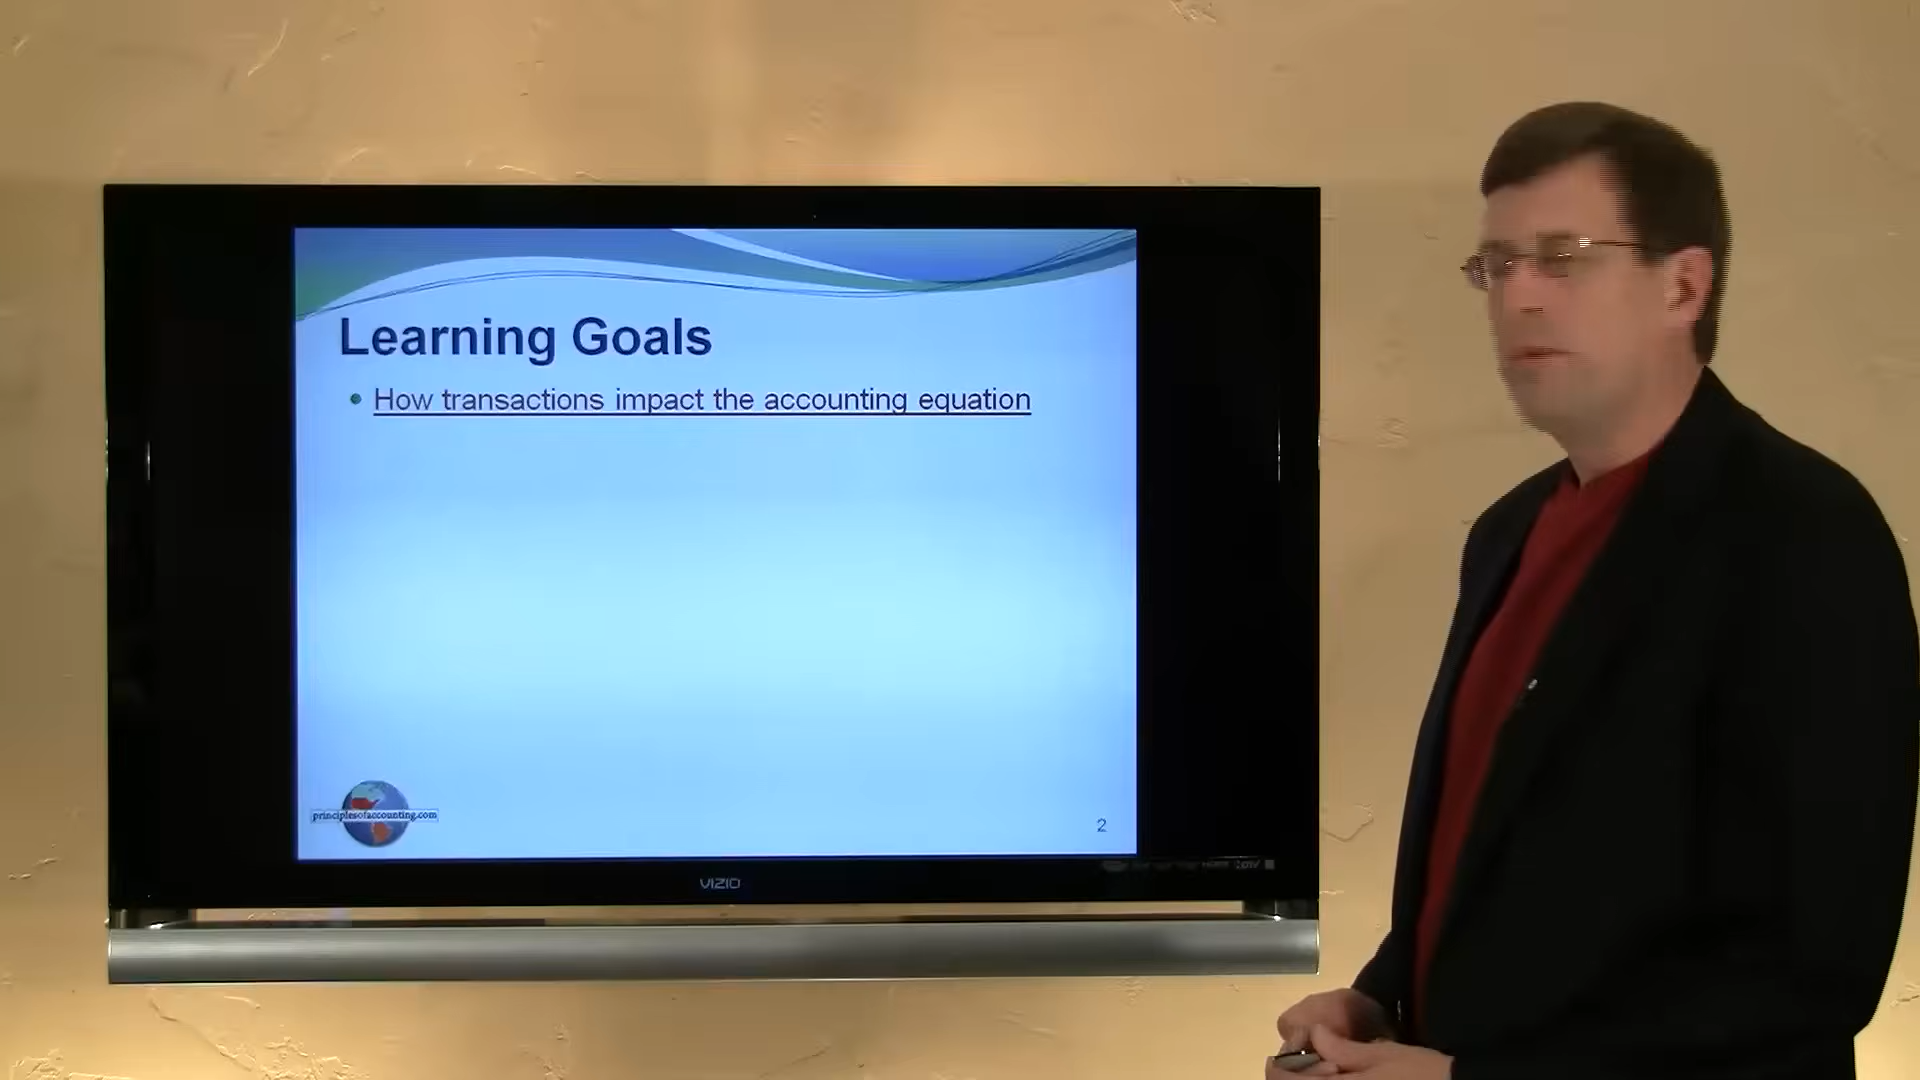 Learning Goals
• How transactions impact the accounting equation
principlesofaccounting.com
2
VIZIO